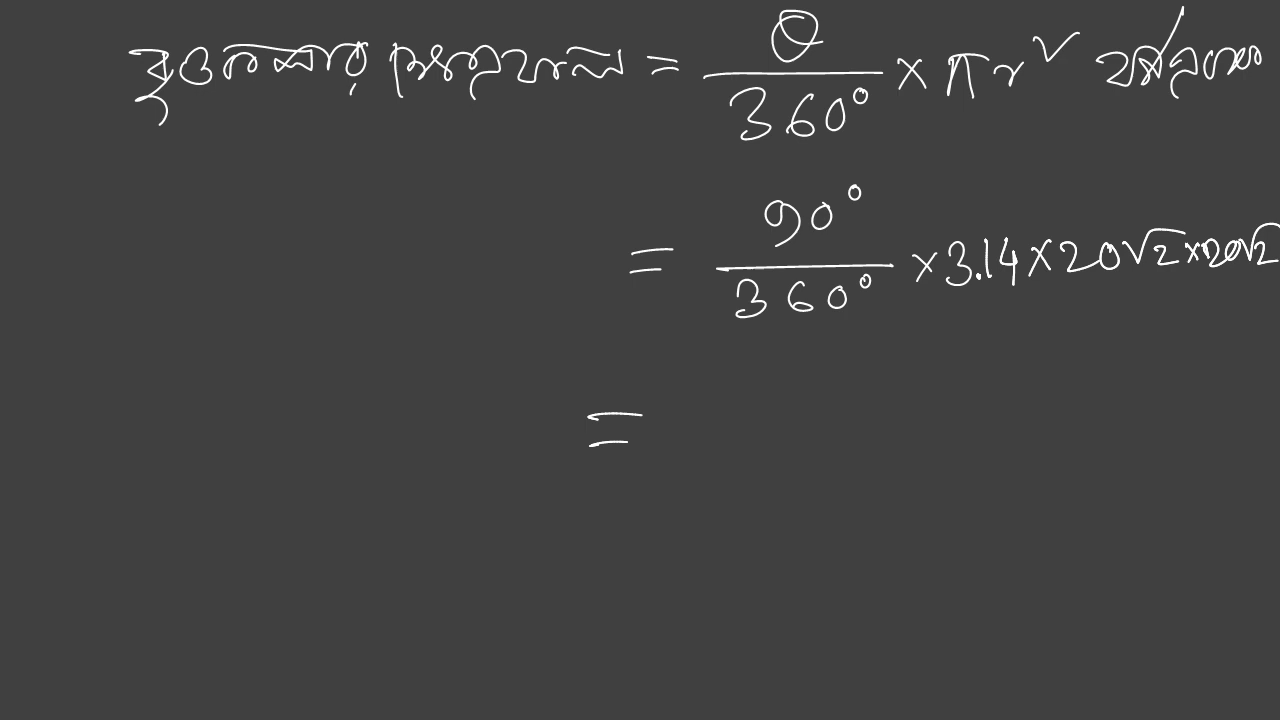 বৃত্তকলার ক্ষেত্রফল = θ/360° × πr² বর্গএকক
= 90°/360° × 3.14 × 20√2 × 20√2
=